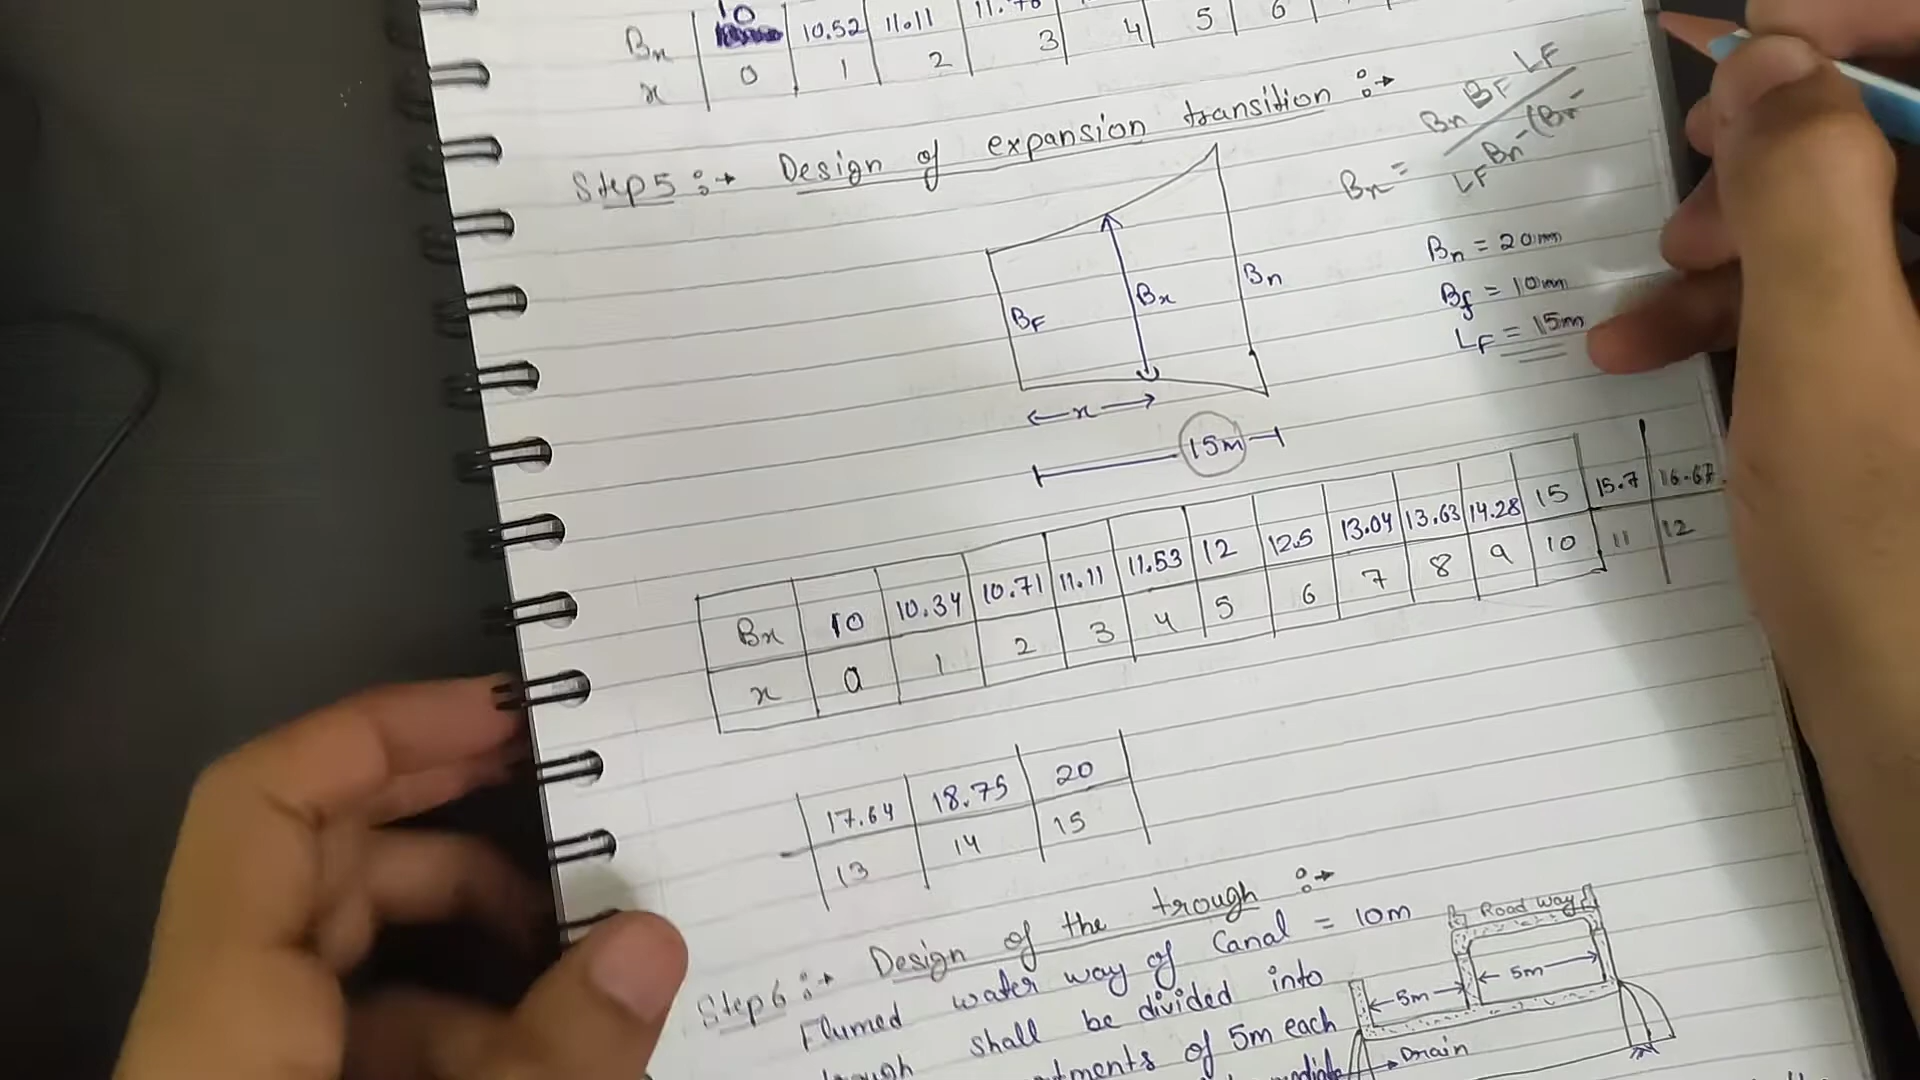 Bx 10 10.52 11.11
x 0 1 2 3 4 5 6
Step 5 :→ Design of expansion transition :→
Bx = Bn BF LF
LF Bn - (Bn -
BF Bx Bn
Bn = 20m
Bf = 10m
LF = 15m
x
15m
Bx 10 10.34 10.71 11.11 11.53 12 12.5 13.04 13.63 14.28 15 15.7 16.67
x 0 1 2 3 4 5 6 7 8 9 10 11 12
17.64 18.75 20
13 14 15
Step 6 :→ Design of the trough :→
Flumed water way of Canal = 10m
shall be divided into
of 5m each
Road way
5m 5m
Drain